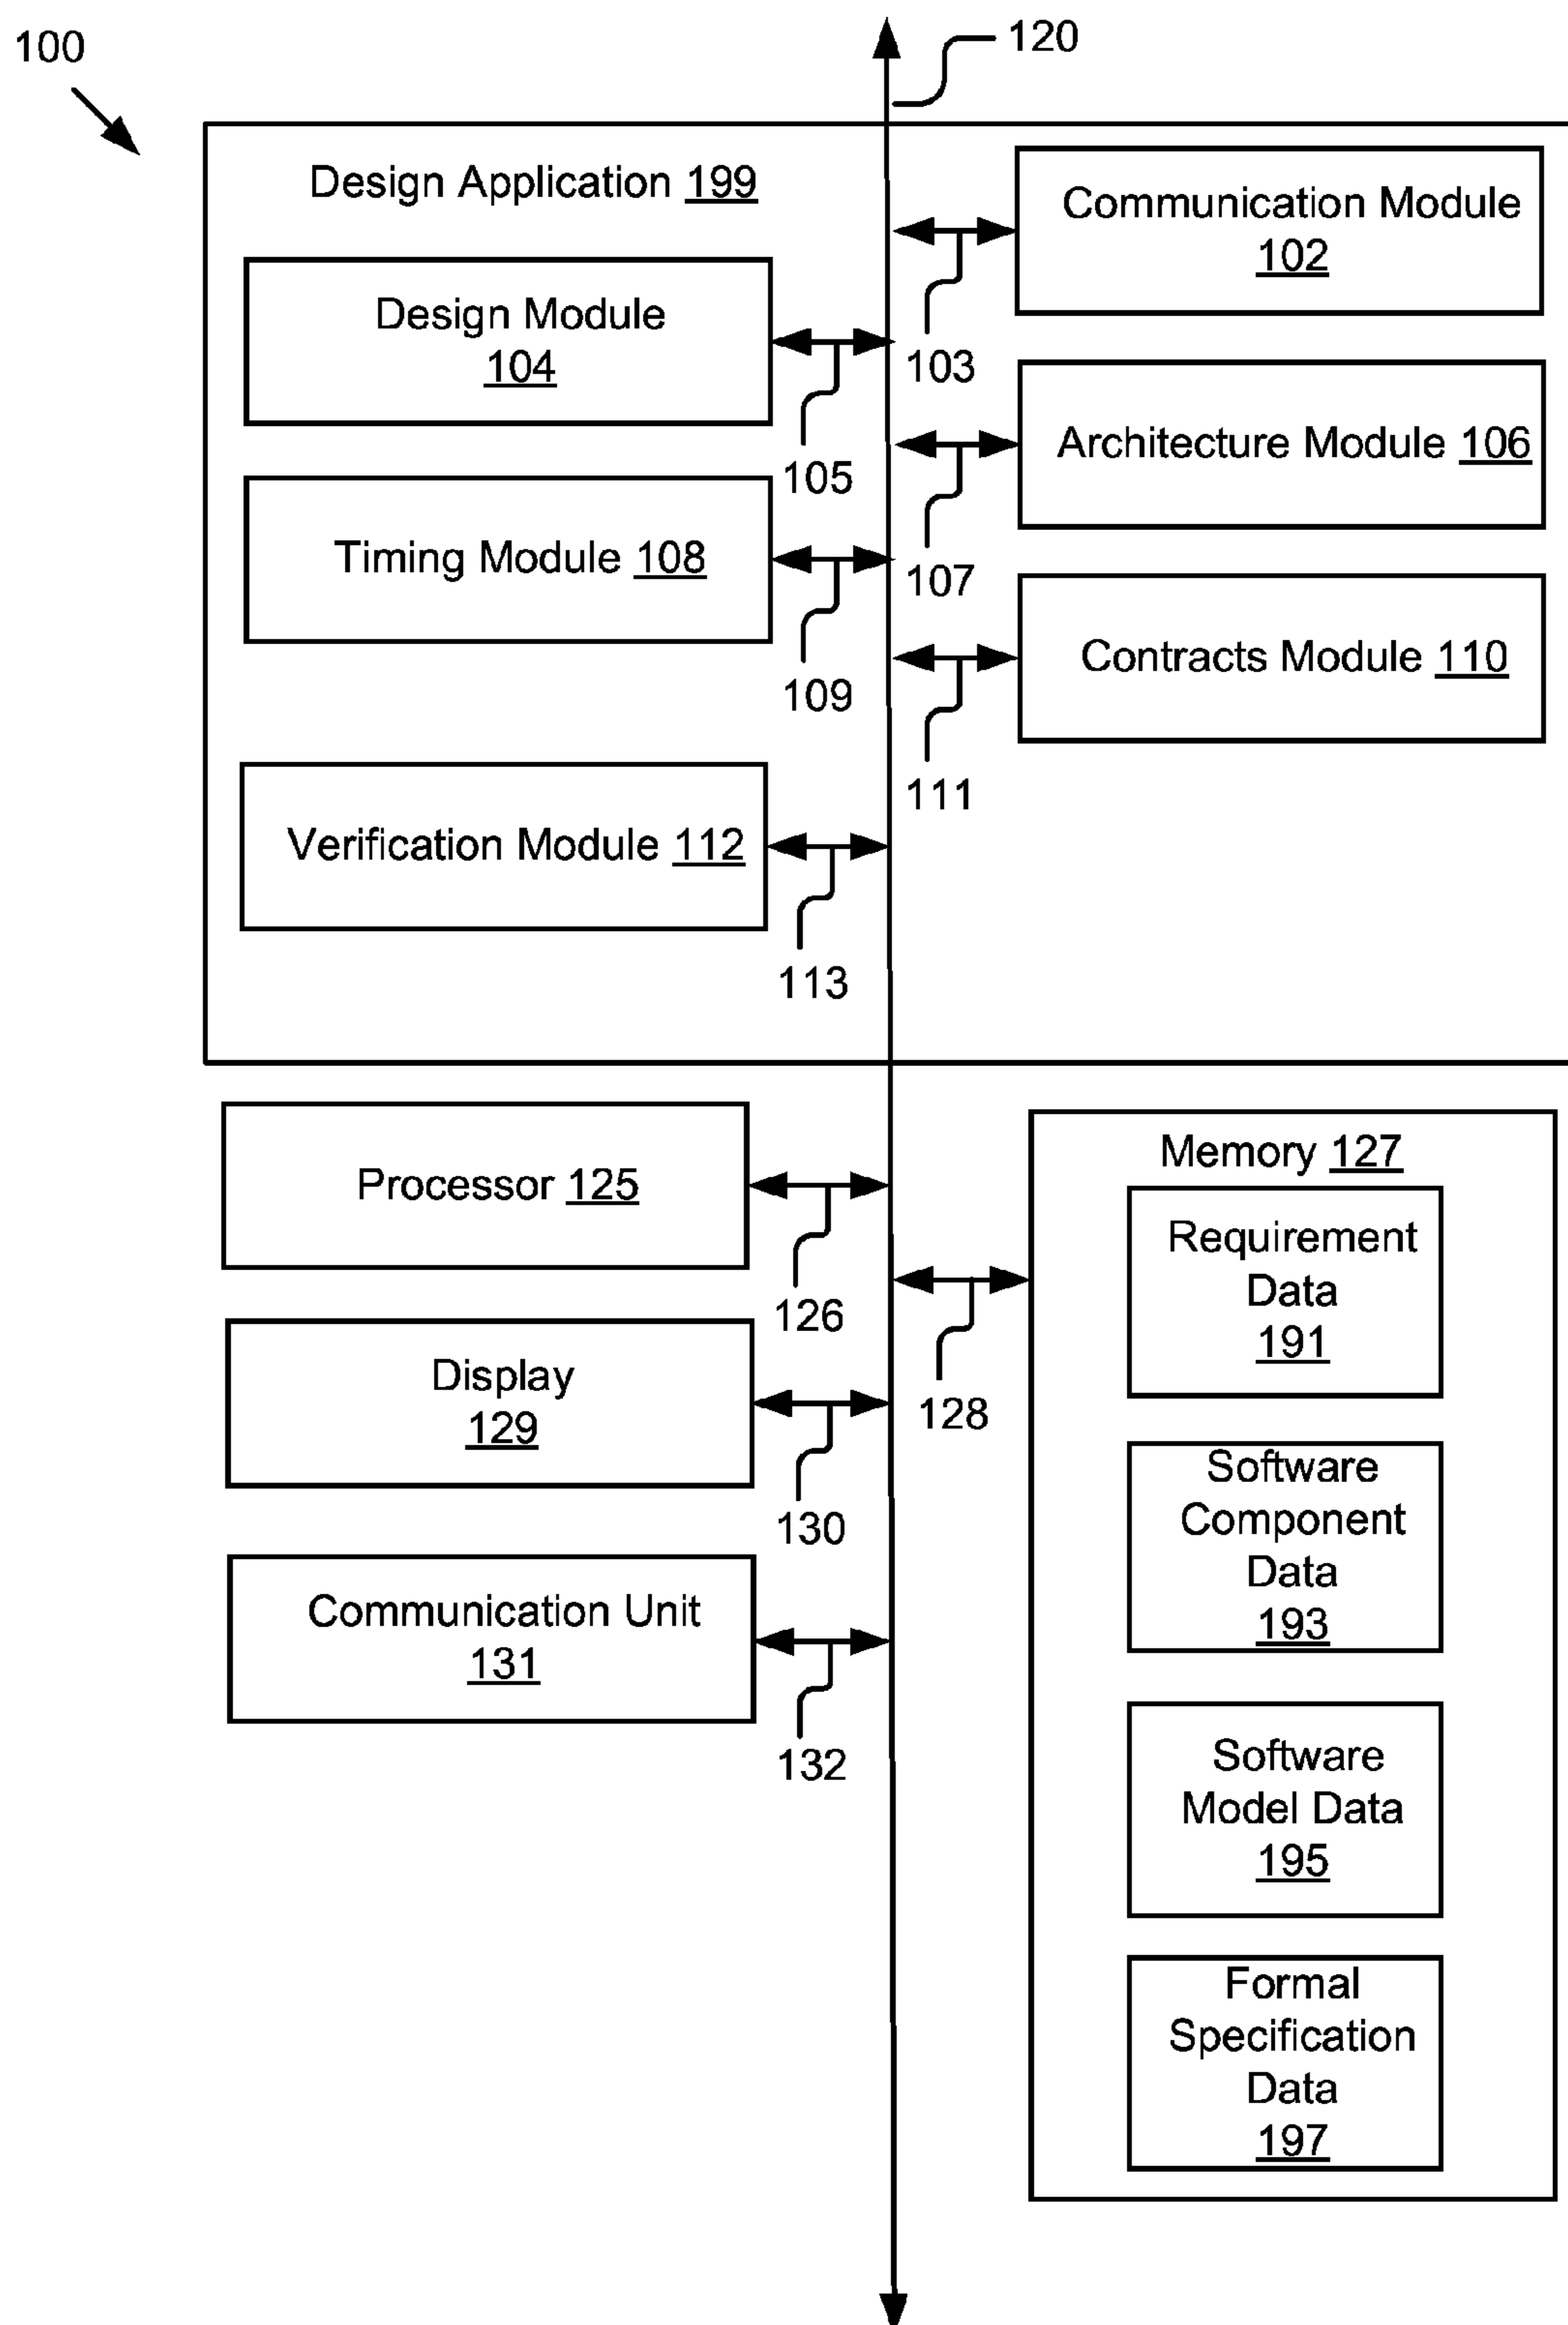 100
120
Design Application 199
Communication Module
102
103
Design Module
104
105
Architecture Module 106
107
Timing Module 108
109
Contracts Module 110
111
Verification Module 112
113
Processor 125
126
Memory 127
Requirement
Data
191
128
Display
129
130
Software
Component
Data
193
Communication Unit
131
132
Software
Model Data
195
Formal
Specification
Data
197